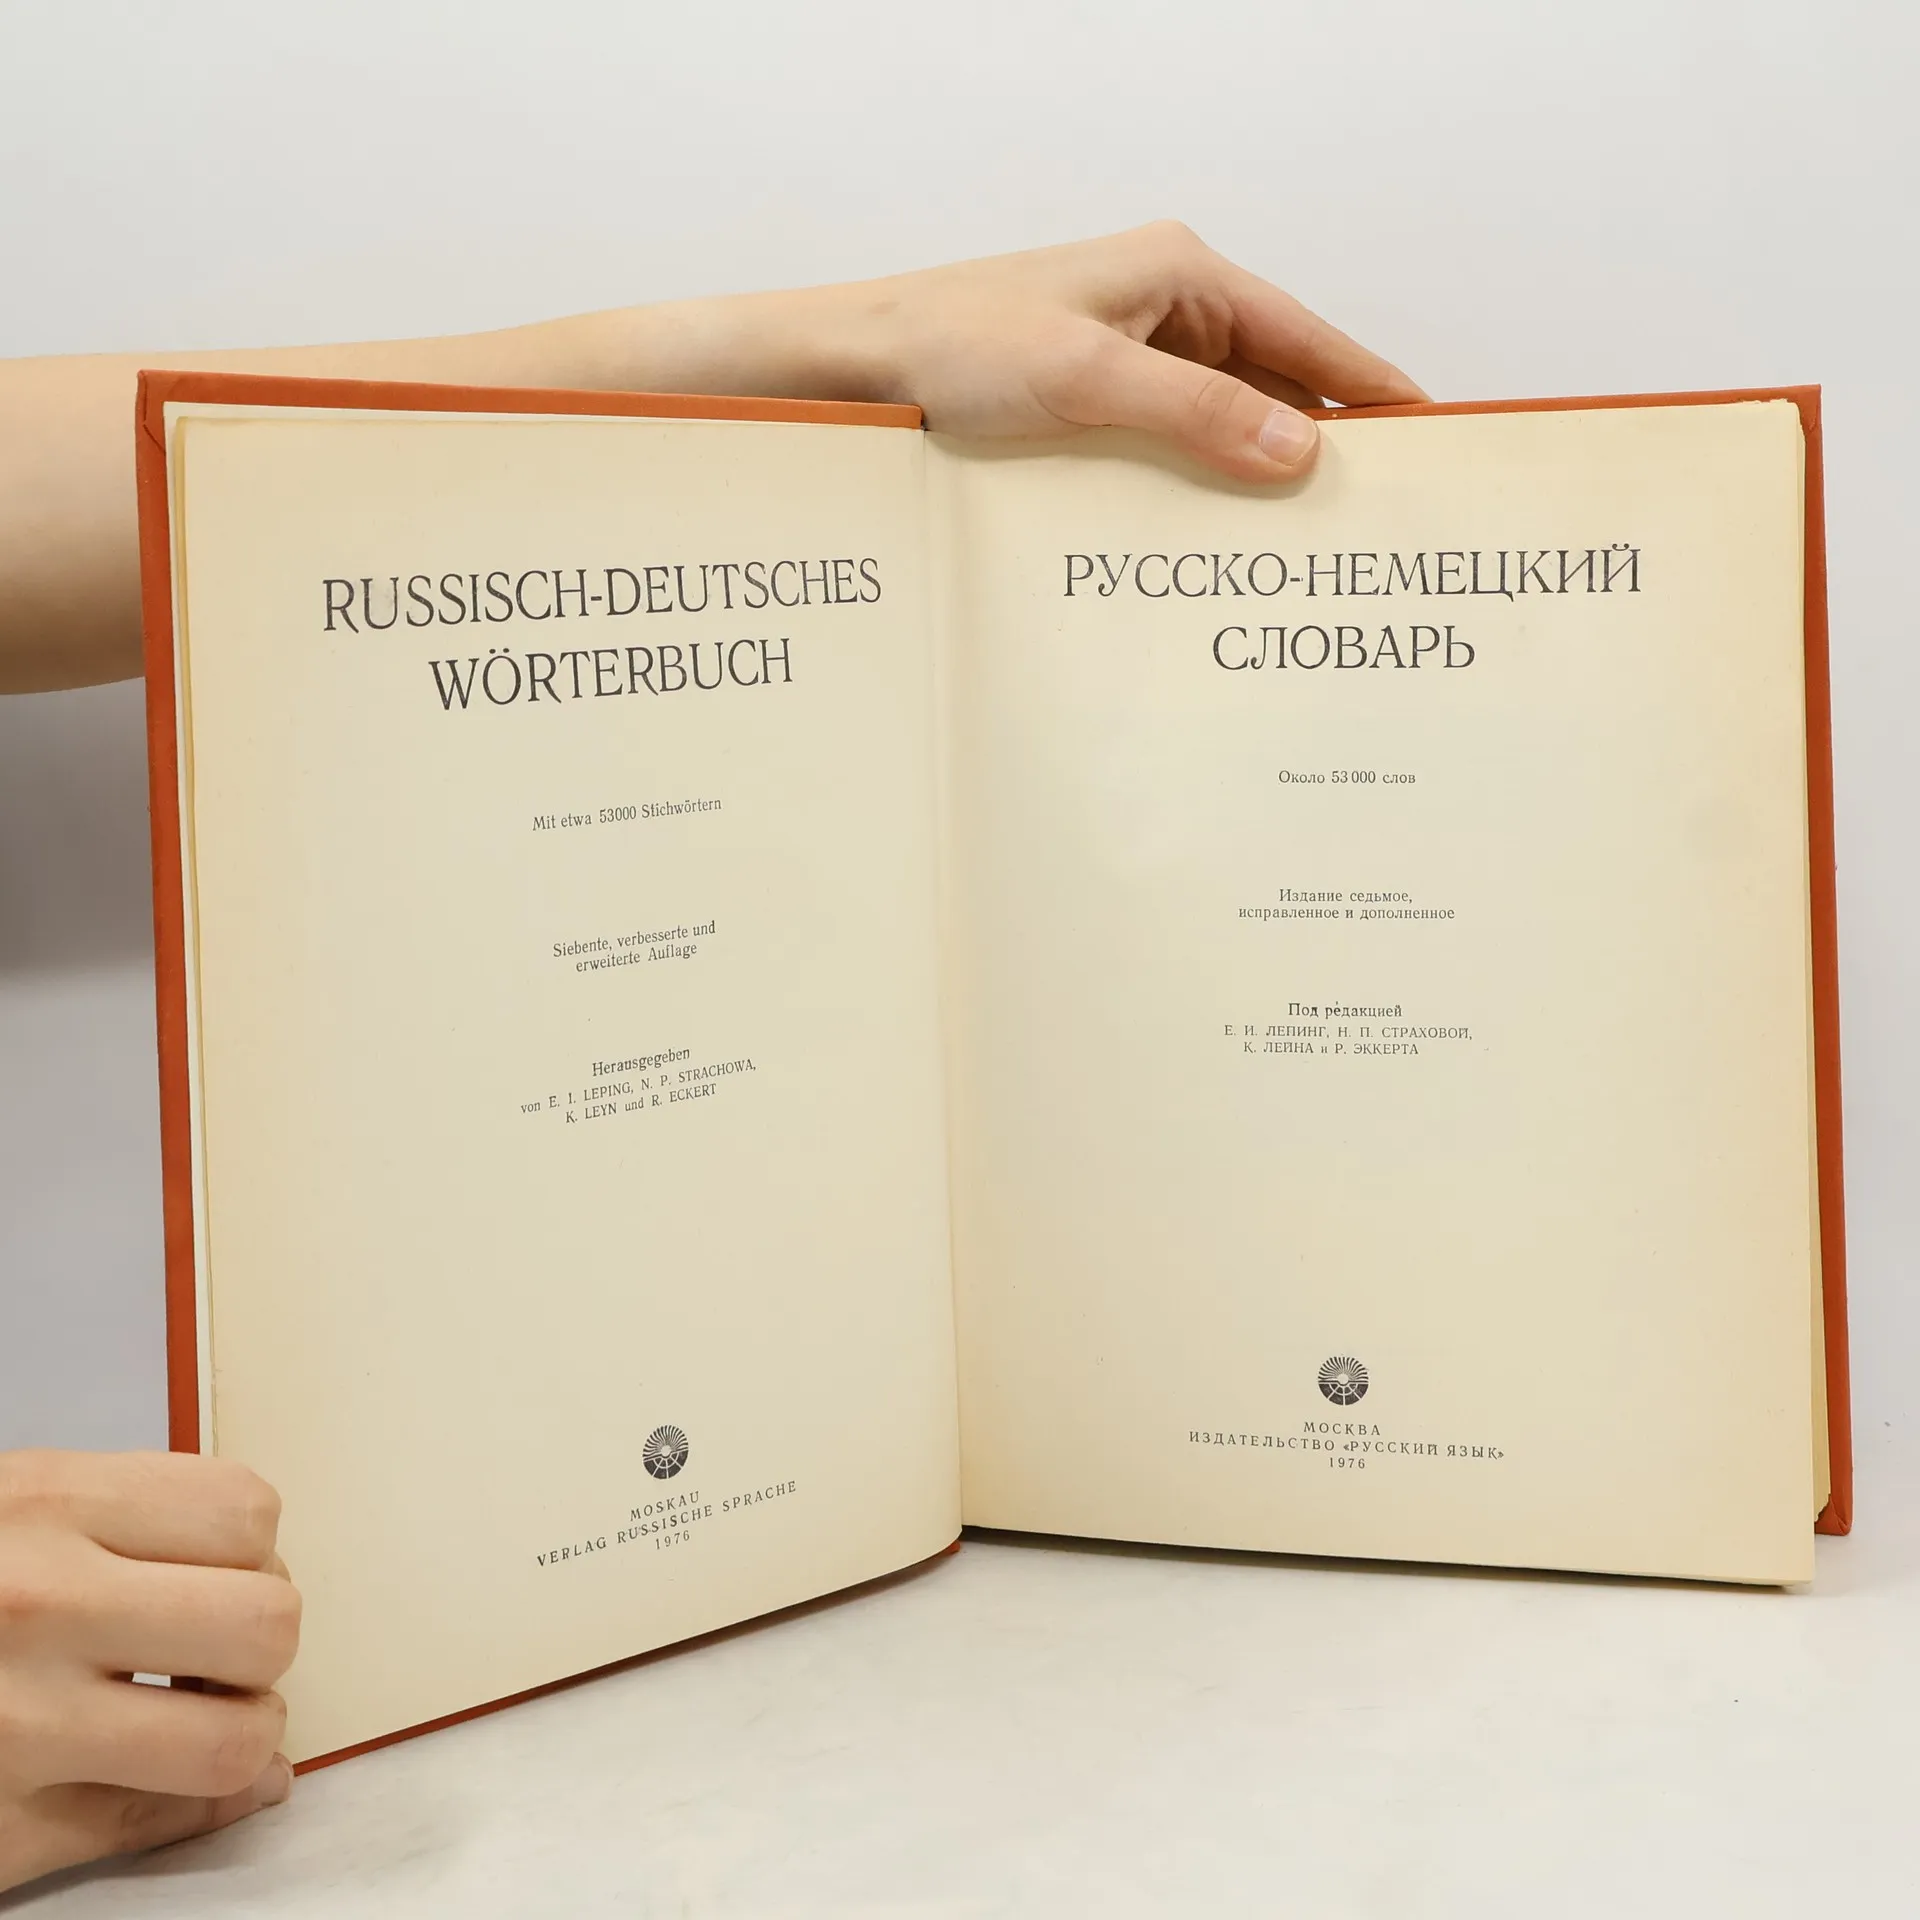 RUSSISCH-DEUTSCHES
WÖRTERBUCH
Mit etwa 53000 Stichwörtern
Siebente, verbesserte und
erweiterte Auflage
Herausgegeben
von E. I. LEPING, N. P. STRACHOWA,
K. LEYN und R. ECKERT
MOSKAU
VERLAG RUSSISCHE SPRACHE
1976
РУССКО-НЕМЕЦКИЙ
СЛОВАРЬ
Около 53 000 слов
Издание седьмое,
исправленное и дополненное
Под редакцией
Е. И. ЛЕПИНГ, Н. П. СТРАХОВОЙ,
К. ЛЕЙНА и Р. ЭККЕРТА
МОСКВА
ИЗДАТЕЛЬСТВО «РУССКИЙ ЯЗЫК»
1976